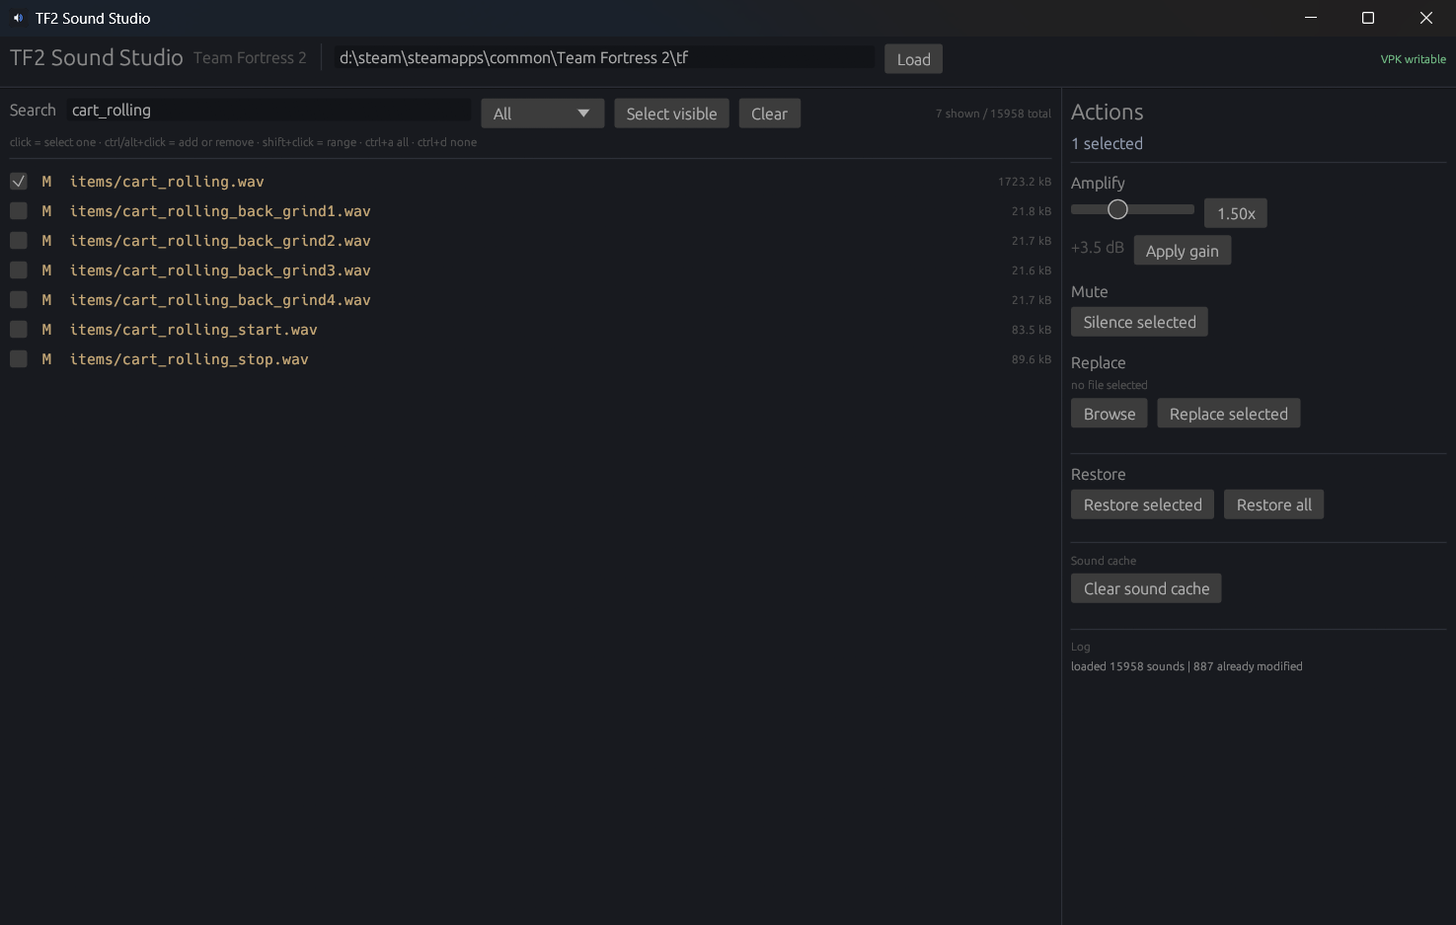 TF2 Sound Studio
TF2 Sound Studio Team Fortress 2 d:\steam\steamapps\common\Team Fortress 2\tf Load VPK writable
Search cart_rolling All Select visible Clear 7 shown / 15958 total
click = select one · ctrl/alt+click = add or remove · shift+click = range · ctrl+a all · ctrl+d none
M items/cart_rolling.wav 1723.2 kB
M items/cart_rolling_back_grind1.wav 21.8 kB
M items/cart_rolling_back_grind2.wav 21.7 kB
M items/cart_rolling_back_grind3.wav 21.6 kB
M items/cart_rolling_back_grind4.wav 21.7 kB
M items/cart_rolling_start.wav 83.5 kB
M items/cart_rolling_stop.wav 89.6 kB
Actions
1 selected
Amplify
1.50x
+3.5 dB Apply gain
Mute
Silence selected
Replace
no file selected
Browse Replace selected
Restore
Restore selected Restore all
Sound cache
Clear sound cache
Log
loaded 15958 sounds | 887 already modified